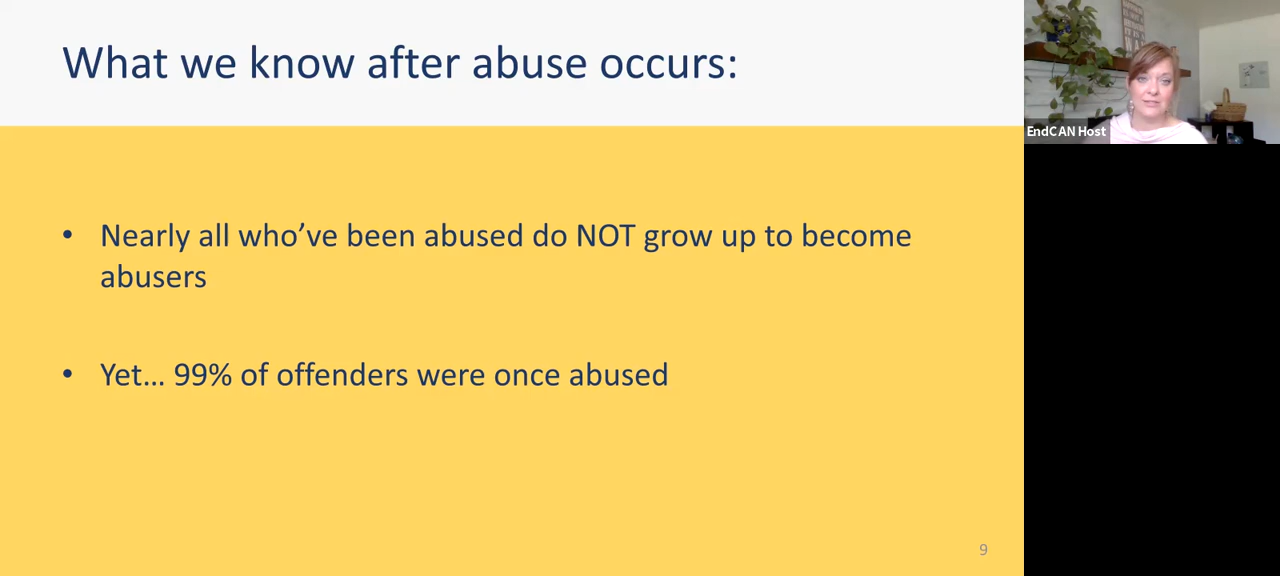 What we know after abuse occurs:
• Nearly all who’ve been abused do NOT grow up to become
abusers
• Yet… 99% of offenders were once abused
9
EndCAN Host